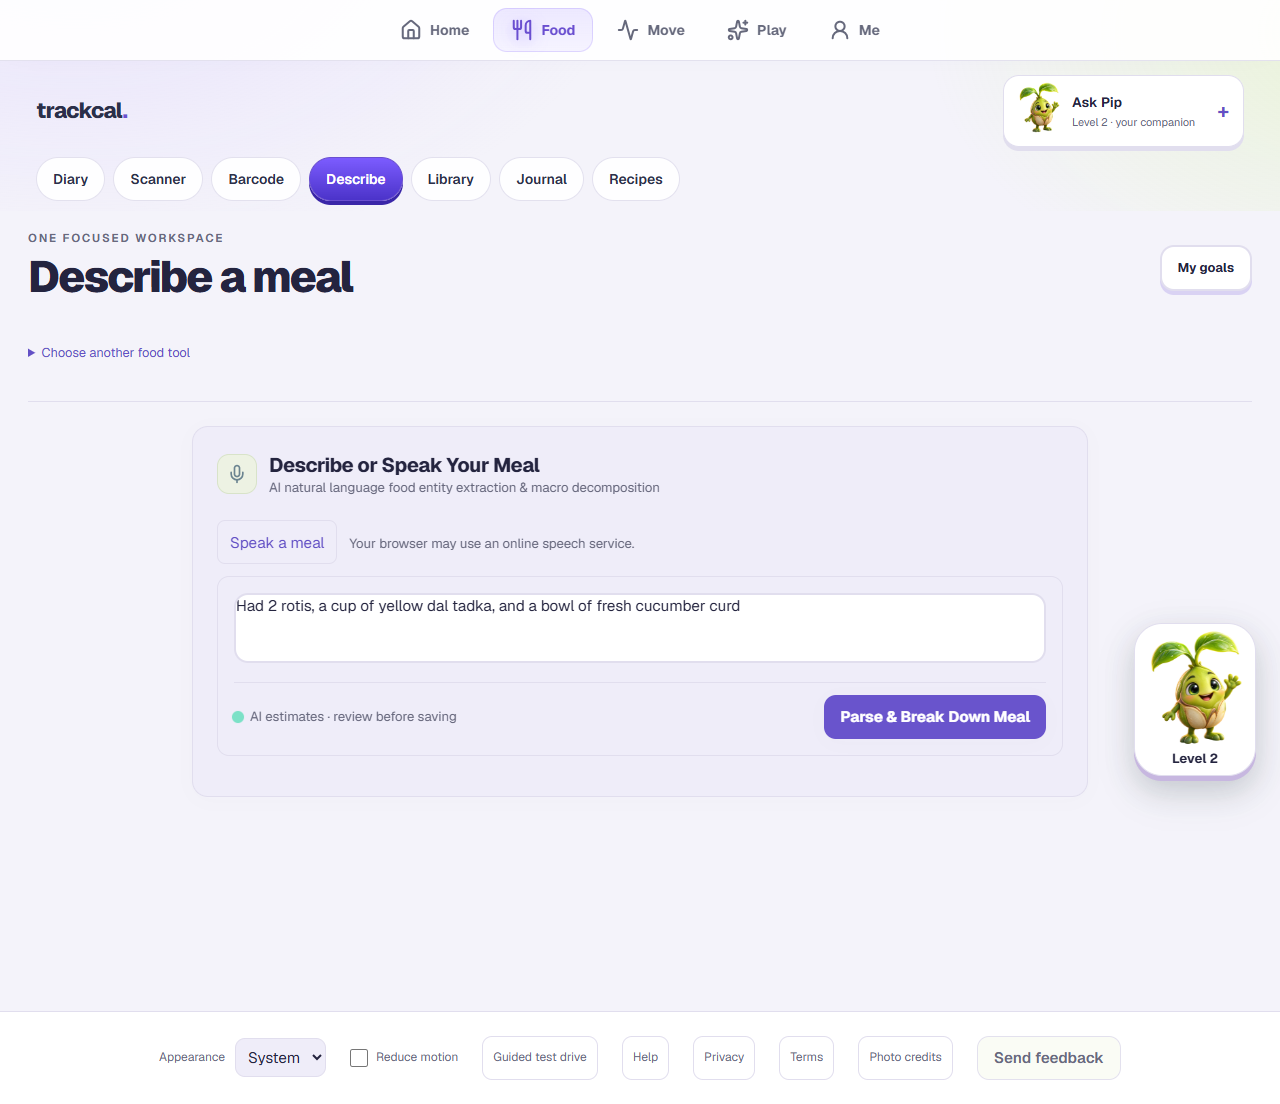 Home
Food
Move
Play
Me
trackcal.
Ask Pip
Level 2 · your companion
+
Diary
Scanner
Barcode
Describe
Library
Journal
Recipes
ONE FOCUSED WORKSPACE
Describe a meal
My goals
Choose another food tool
Describe or Speak Your Meal
AI natural language food entity extraction & macro decomposition
Speak a meal
Your browser may use an online speech service.
Had 2 rotis, a cup of yellow dal tadka, and a bowl of fresh cucumber curd
AI estimates · review before saving
Parse & Break Down Meal
Level 2
Appearance
System
Reduce motion
Guided test drive
Help
Privacy
Terms
Photo credits
Send feedback